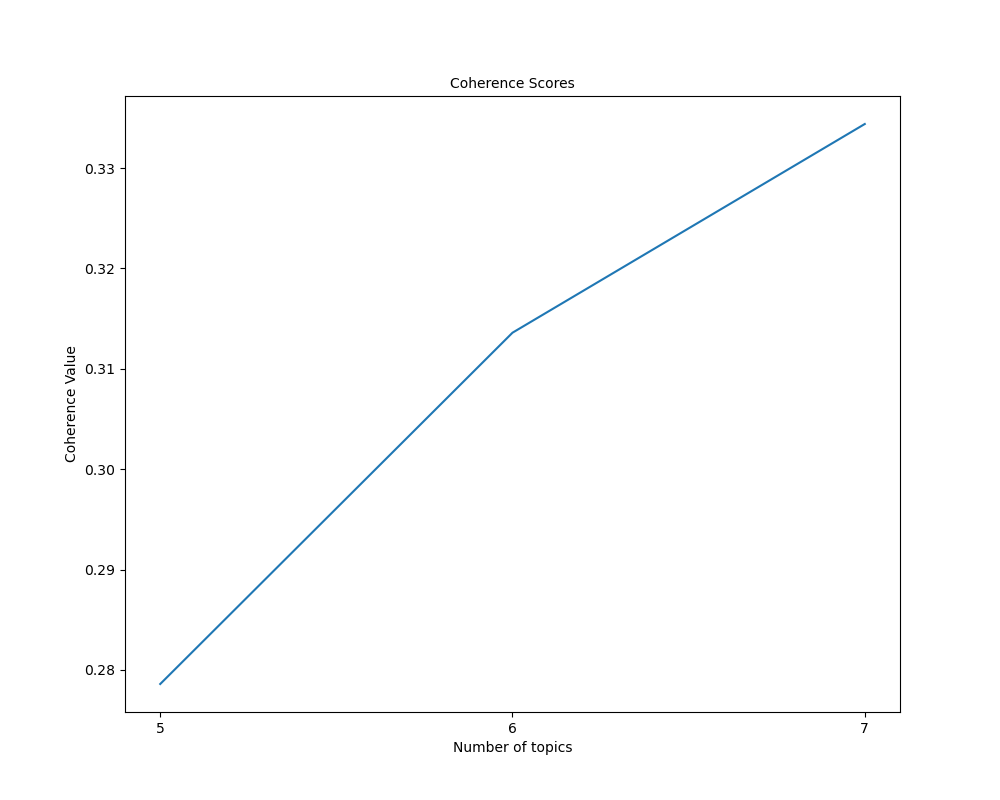 Coherence Scores
Coherence Value
0.33
0.32
0.31
0.30
0.29
0.28
5 6 7
Number of topics